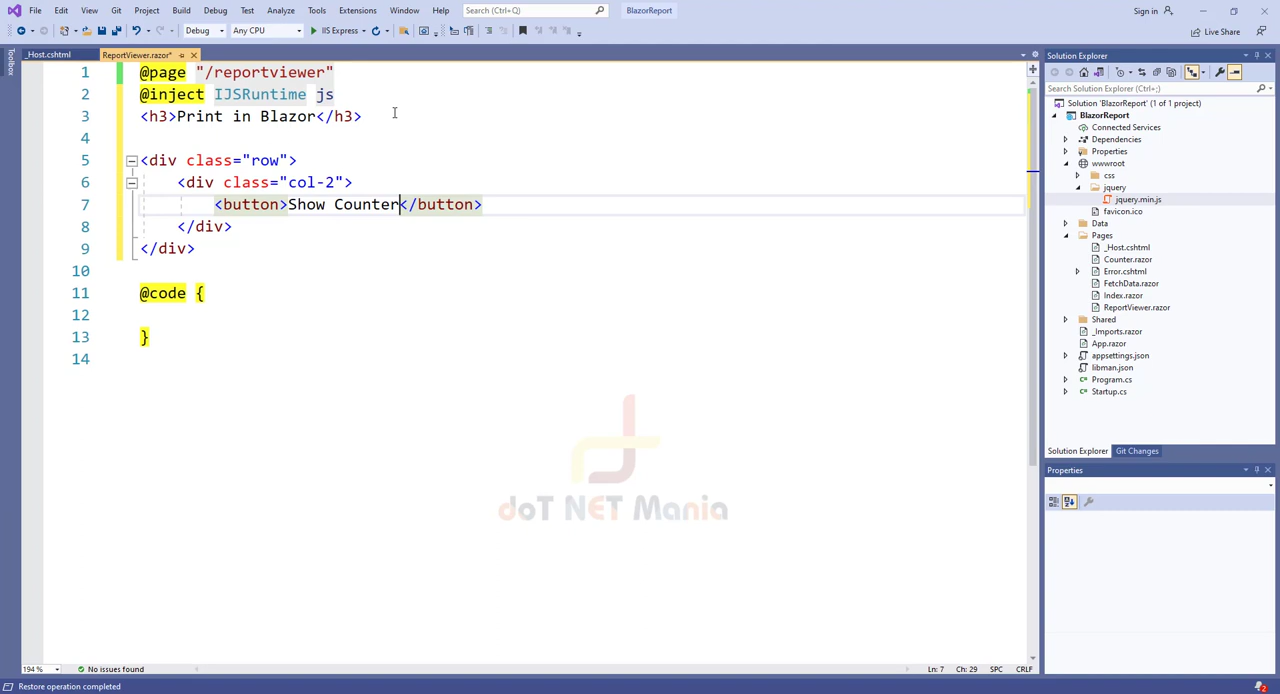 File Edit View Git Project Build Debug Test Analyze Tools Extensions Window Help Search (Ctrl+Q) BlazorReport Sign in
Debug Any CPU IIS Express Live Share
Toolbox
_Host.cshtml ReportViewer.razor*
1 @page "/reportviewer"
2 @inject IJSRuntime js
3 <h3>Print in Blazor</h3>
4
5 <div class="row">
6 <div class="col-2">
7 <button>Show Counter</button>
8 </div>
9 </div>
10
11 @code {
12
13 }
14
doT NET Mania
194 % No issues found Ln: 7 Ch: 29 SPC CRLF
Restore operation completed
Solution Explorer
Search Solution Explorer (Ctrl+;)
Solution 'BlazorReport' (1 of 1 project)
BlazorReport
Connected Services
Dependencies
Properties
wwwroot
css
jquery
jquery.min.js
favicon.ico
Data
Pages
_Host.cshtml
Counter.razor
Error.cshtml
FetchData.razor
Index.razor
ReportViewer.razor
Shared
_Imports.razor
App.razor
appsettings.json
libman.json
Program.cs
Startup.cs
Solution Explorer Git Changes
Properties
2